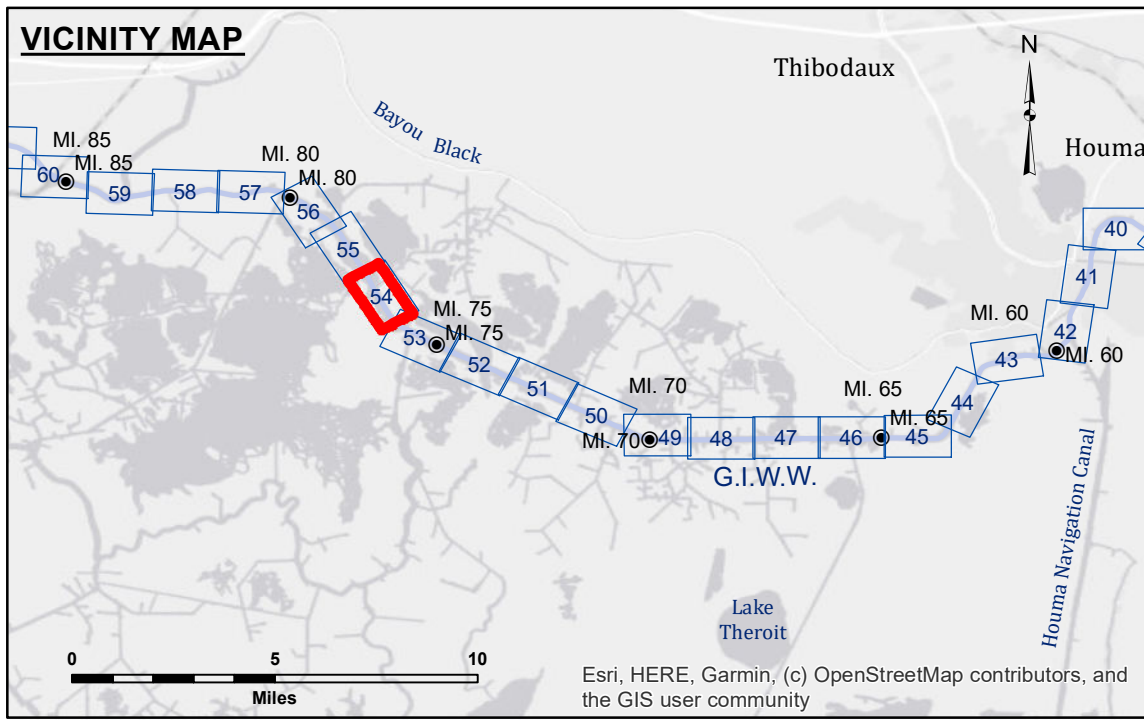 VICINITY MAP
N
Thibodaux
Houma
Bayou Black
MI. 85
MI. 85
MI. 80
MI. 80
60
59
58
57
56
55
54
53
MI. 75
MI. 75
52
51
50
MI. 70
MI. 70
49
48
47
46
MI. 65
MI. 65
45
44
43
MI. 60
MI. 60
42
41
40
G.I.W.W.
Houma Navigation Canal
Lake
Theroit
0
5
10
Miles
Esri, HERE, Garmin, (c) OpenStreetMap contributors, and
the GIS user community